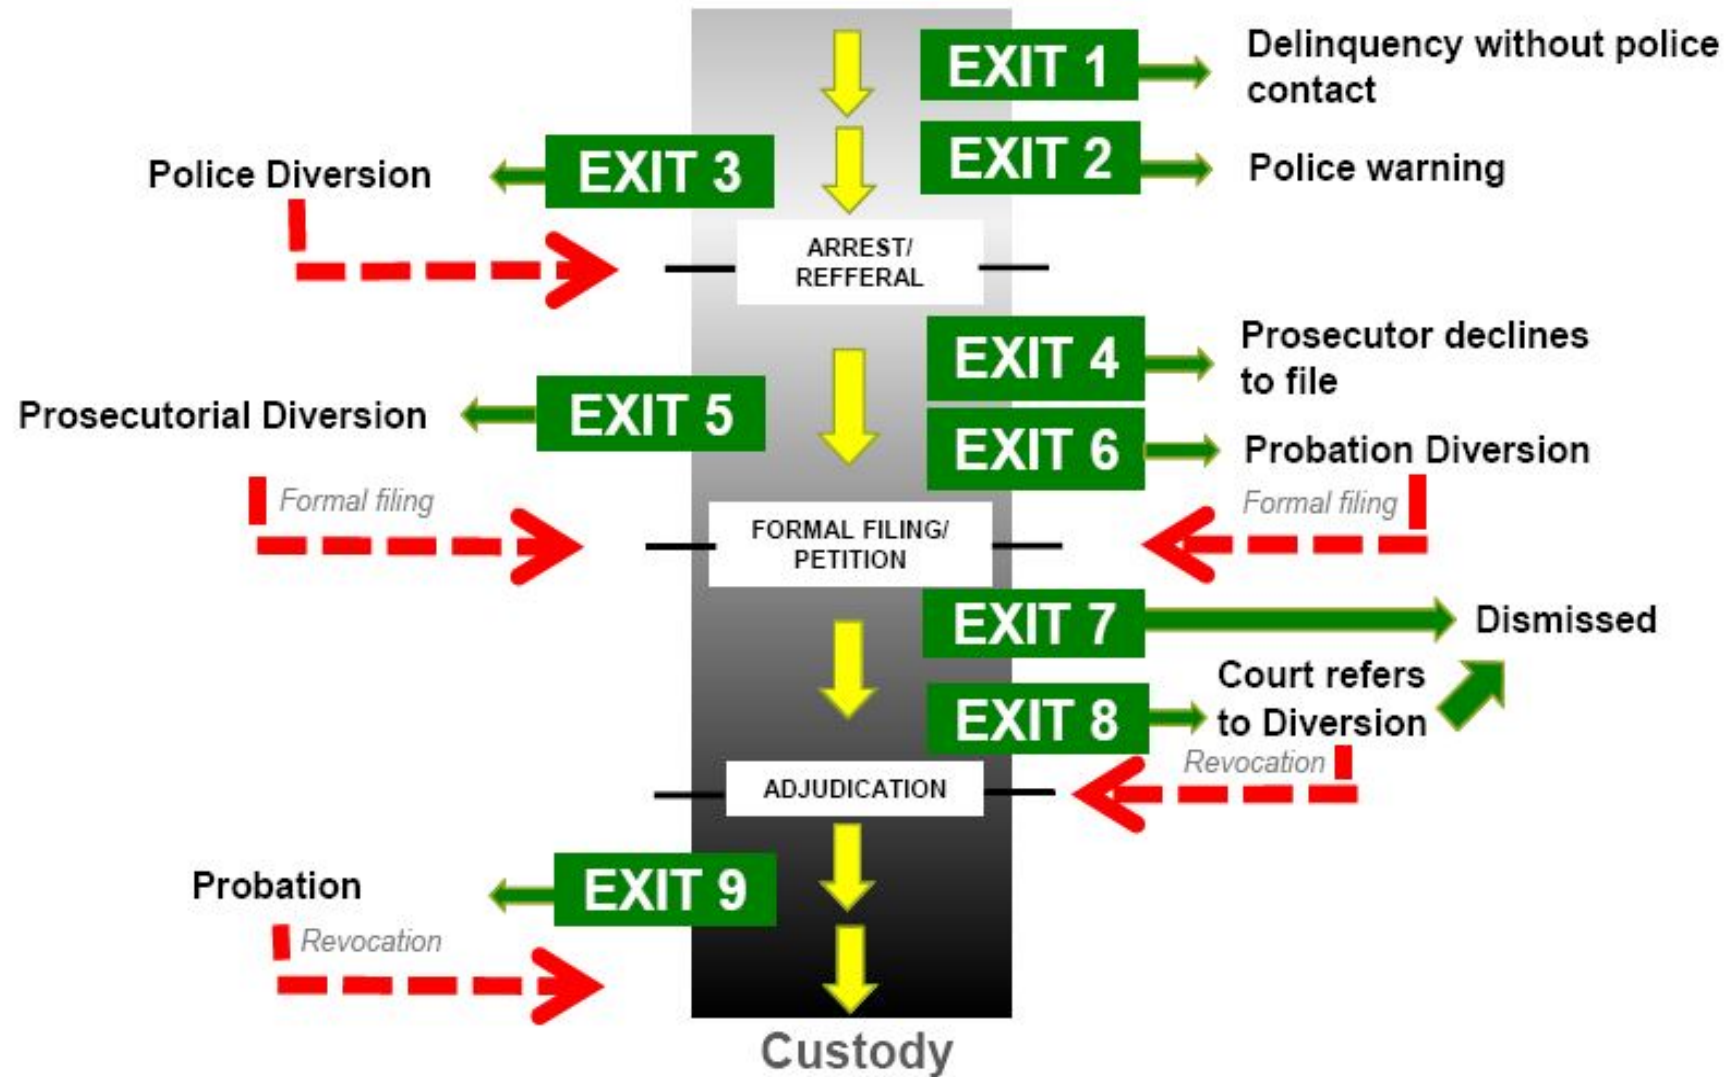 EXIT 1
Delinquency without police
contact
EXIT 2
Police warning
Police Diversion
EXIT 3
ARREST/
REFFERAL
EXIT 4
Prosecutor declines
to file
Prosecutorial Diversion
EXIT 5
EXIT 6
Probation Diversion
Formal filing
Formal filing
FORMAL FILING/
PETITION
EXIT 7
Dismissed
EXIT 8
Court refers
to Diversion
Revocation
ADJUDICATION
Probation
EXIT 9
Revocation
Custody